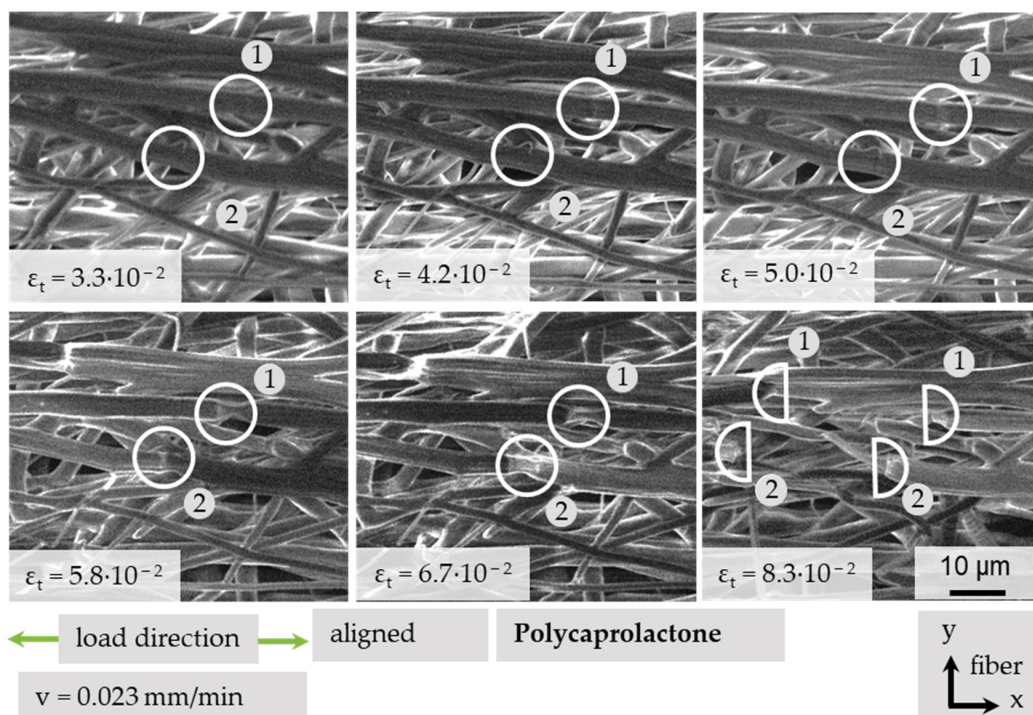 1
1
1
2
2
2
εt = 3.3·10⁻²
εt = 4.2·10⁻²
εt = 5.0·10⁻²
1
1
1
1
2
2
2
2
εt = 5.8·10⁻²
εt = 6.7·10⁻²
εt = 8.3·10⁻²
10 µm
load direction
aligned
Polycaprolactone
v = 0.023 mm/min
y
fiber
x